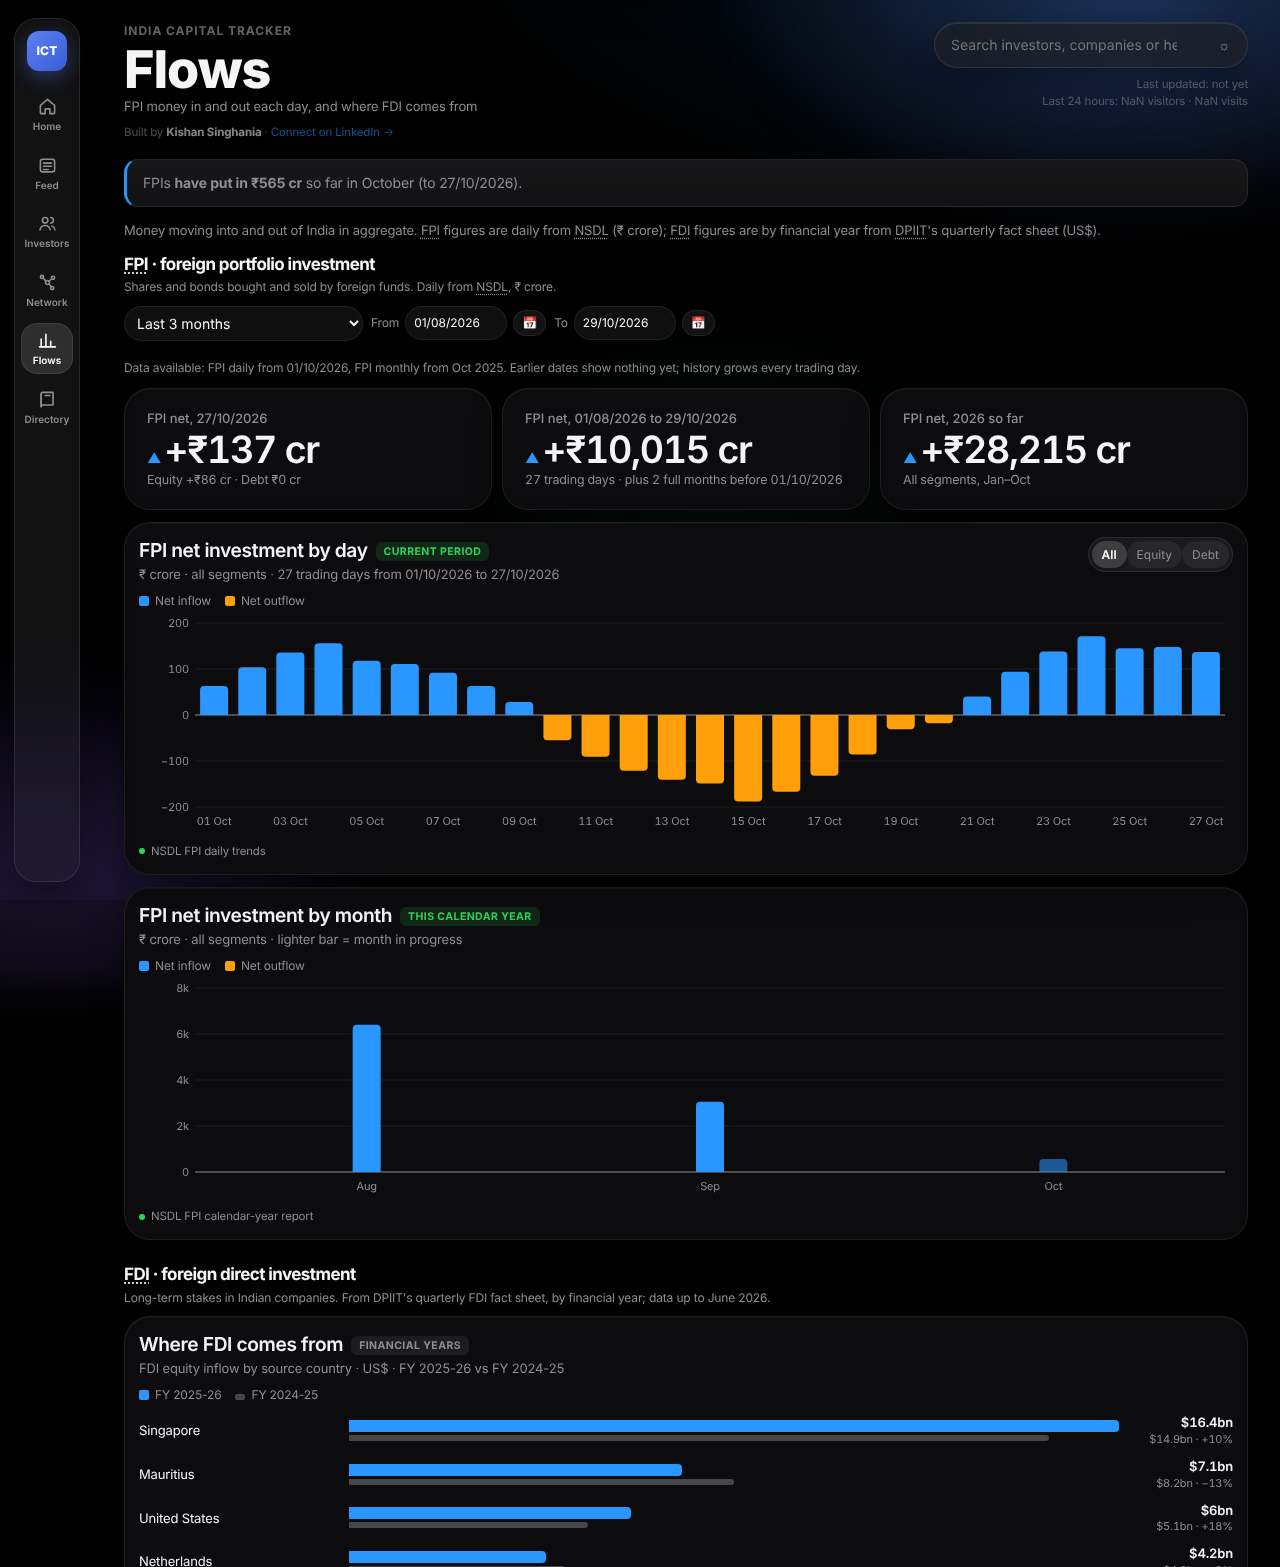 ICT
Home
Feed
Investors
Network
Flows
Directory
INDIA CAPITAL TRACKER
Flows
FPI money in and out each day, and where FDI comes from
Built by Kishan Singhania · Connect on LinkedIn →
Search investors, companies or he
Last updated: not yet
Last 24 hours: NaN visitors · NaN visits
FPIs have put in ₹565 cr so far in October (to 27/10/2026).
Money moving into and out of India in aggregate. FPI figures are daily from NSDL (₹ crore); FDI figures are by financial year from DPIIT's quarterly fact sheet (US$).
FPI · foreign portfolio investment
Shares and bonds bought and sold by foreign funds. Daily from NSDL, ₹ crore.
Last 3 months From 01/08/2026 To 29/10/2026
Data available: FPI daily from 01/10/2026, FPI monthly from Oct 2025. Earlier dates show nothing yet; history grows every trading day.
FPI net, 27/10/2026
▲+₹137 cr
Equity +₹86 cr · Debt ₹0 cr
FPI net, 01/08/2026 to 29/10/2026
▲+₹10,015 cr
27 trading days · plus 2 full months before 01/10/2026
FPI net, 2026 so far
▲+₹28,215 cr
All segments, Jan–Oct
FPI net investment by day CURRENT PERIOD
All Equity Debt
₹ crore · all segments · 27 trading days from 01/10/2026 to 27/10/2026
Net inflow Net outflow
200
100
0
−100
−200
01 Oct 03 Oct 05 Oct 07 Oct 09 Oct 11 Oct 13 Oct 15 Oct 17 Oct 19 Oct 21 Oct 23 Oct 25 Oct 27 Oct
NSDL FPI daily trends
FPI net investment by month THIS CALENDAR YEAR
₹ crore · all segments · lighter bar = month in progress
Net inflow Net outflow
8k
6k
4k
2k
0
Aug Sep Oct
NSDL FPI calendar-year report
FDI · foreign direct investment
Long-term stakes in Indian companies. From DPIIT's quarterly FDI fact sheet, by financial year; data up to June 2026.
Where FDI comes from FINANCIAL YEARS
FDI equity inflow by source country · US$ · FY 2025-26 vs FY 2024-25
FY 2025-26 FY 2024-25
Singapore $16.4bn
$14.9bn · +10%
Mauritius $7.1bn
$8.2bn · −13%
United States $6bn
$5.1bn · +18%
Netherlands $4.2bn